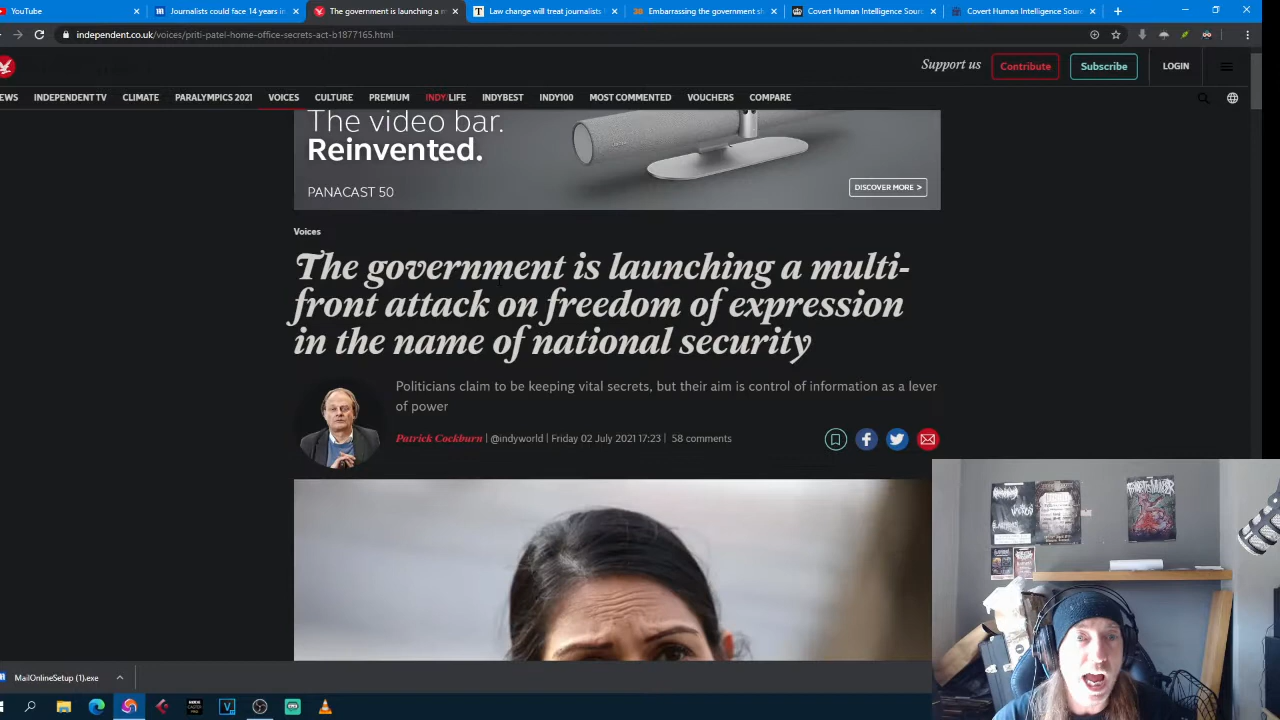 YouTube
Journalists could face 14 years in
The government is launching a m
Law change will treat journalists
Embarrassing the government sh
Covert Human Intelligence Sour
Covert Human Intelligence Sour
independent.co.uk/voices/priti-patel-home-office-secrets-act-b1877165.html
Support us
Contribute
Subscribe
LOGIN
EWS INDEPENDENT TV CLIMATE PARALYMPICS 2021 VOICES CULTURE PREMIUM INDY/LIFE INDYBEST INDY100 MOST COMMENTED VOUCHERS COMPARE
The video bar.
Reinvented.
PANACAST 50
DISCOVER MORE >
Voices
The government is launching a multi-
front attack on freedom of expression
in the name of national security
Politicians claim to be keeping vital secrets, but their aim is control of information as a lever
of power
Patrick Cockburn | @indyworld | Friday 02 July 2021 17:23 | 58 comments
MailOnlineSetup (1).exe